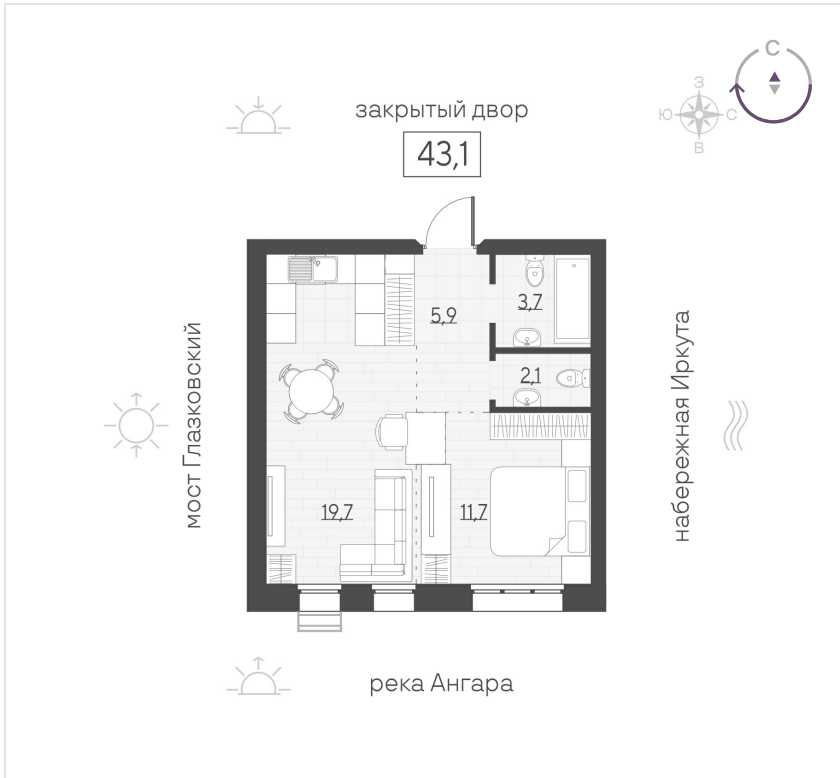 С
закрытый двор
З
Ю
С
В
43,1
5,9
3,7
2,1
мост Глазковский
набережная Иркута
19,7
11,7
река Ангара